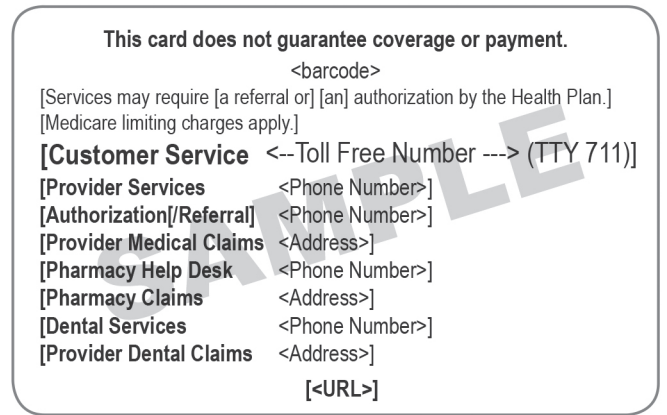 This card does not guarantee coverage or payment.
<barcode>
[Services may require [a referral or] [an] authorization by the Health Plan.]
[Medicare limiting charges apply.]
[Customer Service <--Toll Free Number ---> (TTY 711)]
[Provider Services <Phone Number>]
[Authorization[/Referral] <Phone Number>]
[Provider Medical Claims <Address>]
[Pharmacy Help Desk <Phone Number>]
[Pharmacy Claims <Address>]
[Dental Services <Phone Number>]
[Provider Dental Claims <Address>]
[<URL>]
SAMPLE